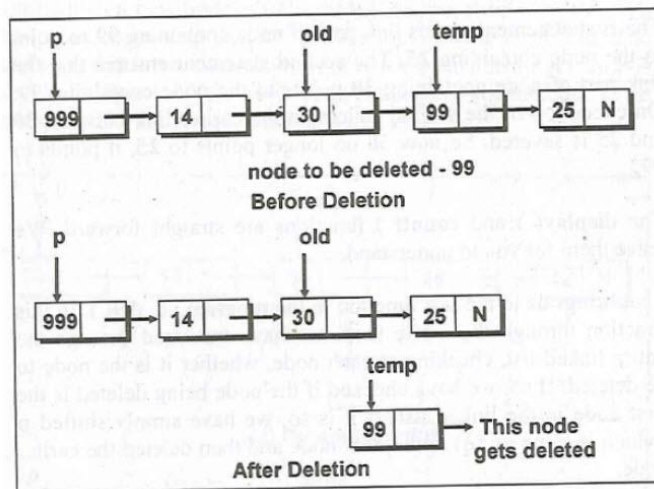 p
old
temp
999 14 30 99 25 N
node to be deleted - 99
Before Deletion
p
old
999 14 30 25 N
temp
99 This node
gets deleted
After Deletion